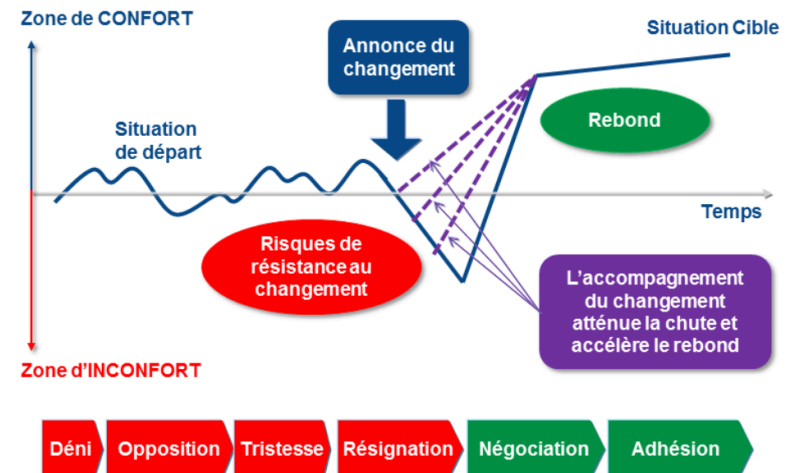 Zone de CONFORT
Situation Cible
Annonce du
changement
Rebond
Situation
de départ
Temps
Risques de
résistance au
changement
L’accompagnement
du changement
atténue la chute et
accélère le rebond
Zone d’INCONFORT
Déni
Opposition
Tristesse
Résignation
Négociation
Adhésion